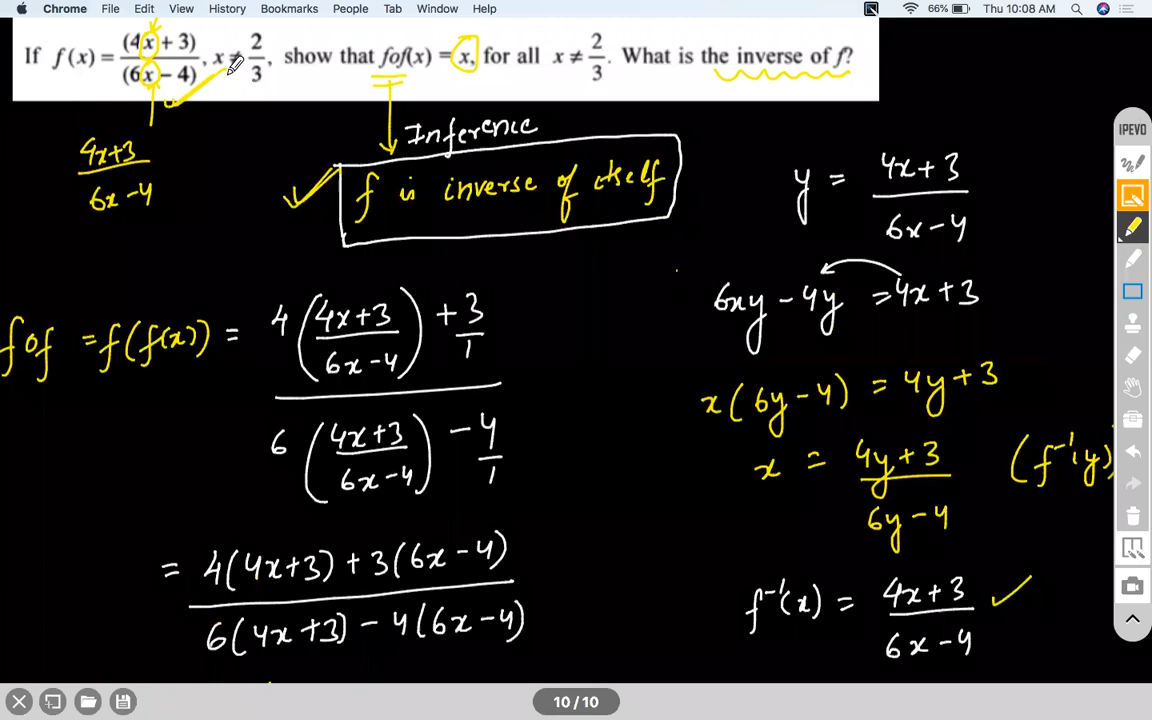 Chrome File Edit View History Bookmarks People Tab Window Help 66% Thu 10:08 AM
If f(x) = (4x + 3)/(6x − 4), x ≠ 2/3, show that fof(x) = x, for all x ≠ 2/3. What is the inverse of f?
Inference
f is inverse of itself
4x+3
6x-4
fof = f(f(x)) = 4(4x+3/6x-4) + 3/1
6(4x+3/6x-4) - 4/1
= 4(4x+3) + 3(6x-4)
6(4x+3) - 4(6x-4)
y = 4x+3
6x-4
6xy - 4y = 4x+3
x(6y-4) = 4y+3
x = 4y+3 (f⁻¹(y)
6y-4
f⁻¹(x) = 4x+3
6x-4
IPEVO
10 / 10